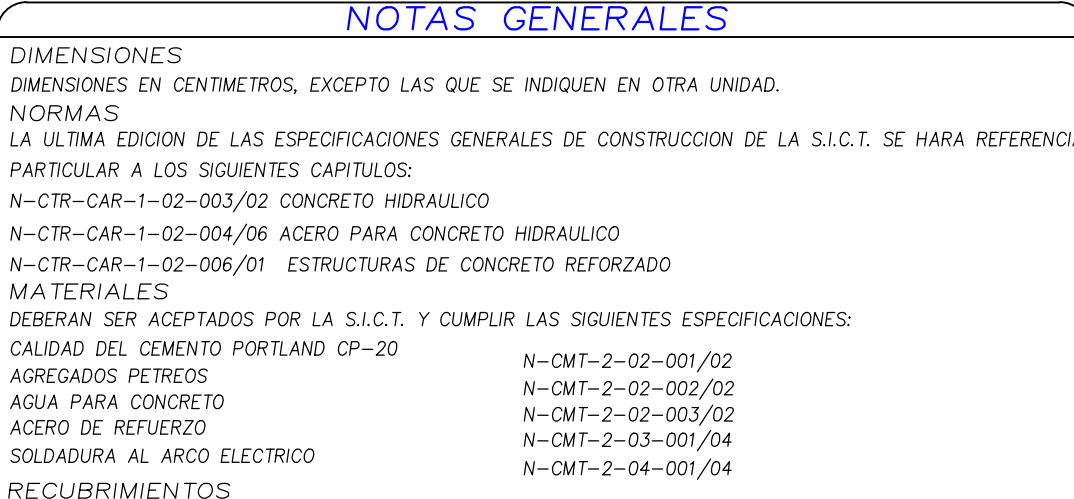 NOTAS GENERALES
DIMENSIONES
DIMENSIONES EN CENTIMETROS, EXCEPTO LAS QUE SE INDIQUEN EN OTRA UNIDAD.
NORMAS
LA ULTIMA EDICION DE LAS ESPECIFICACIONES GENERALES DE CONSTRUCCION DE LA S.I.C.T. SE HARA REFERENCIA
PARTICULAR A LOS SIGUIENTES CAPITULOS:
N-CTR-CAR-1-02-003/02 CONCRETO HIDRAULICO
N-CTR-CAR-1-02-004/06 ACERO PARA CONCRETO HIDRAULICO
N-CTR-CAR-1-02-006/01 ESTRUCTURAS DE CONCRETO REFORZADO
MATERIALES
DEBERAN SER ACEPTADOS POR LA S.I.C.T. Y CUMPLIR LAS SIGUIENTES ESPECIFICACIONES:
CALIDAD DEL CEMENTO PORTLAND CP-20 N-CMT-2-02-001/02
AGREGADOS PETREOS N-CMT-2-02-002/02
AGUA PARA CONCRETO N-CMT-2-02-003/02
ACERO DE REFUERZO N-CMT-2-03-001/04
SOLDADURA AL ARCO ELECTRICO N-CMT-2-04-001/04
RECUBRIMIENTOS